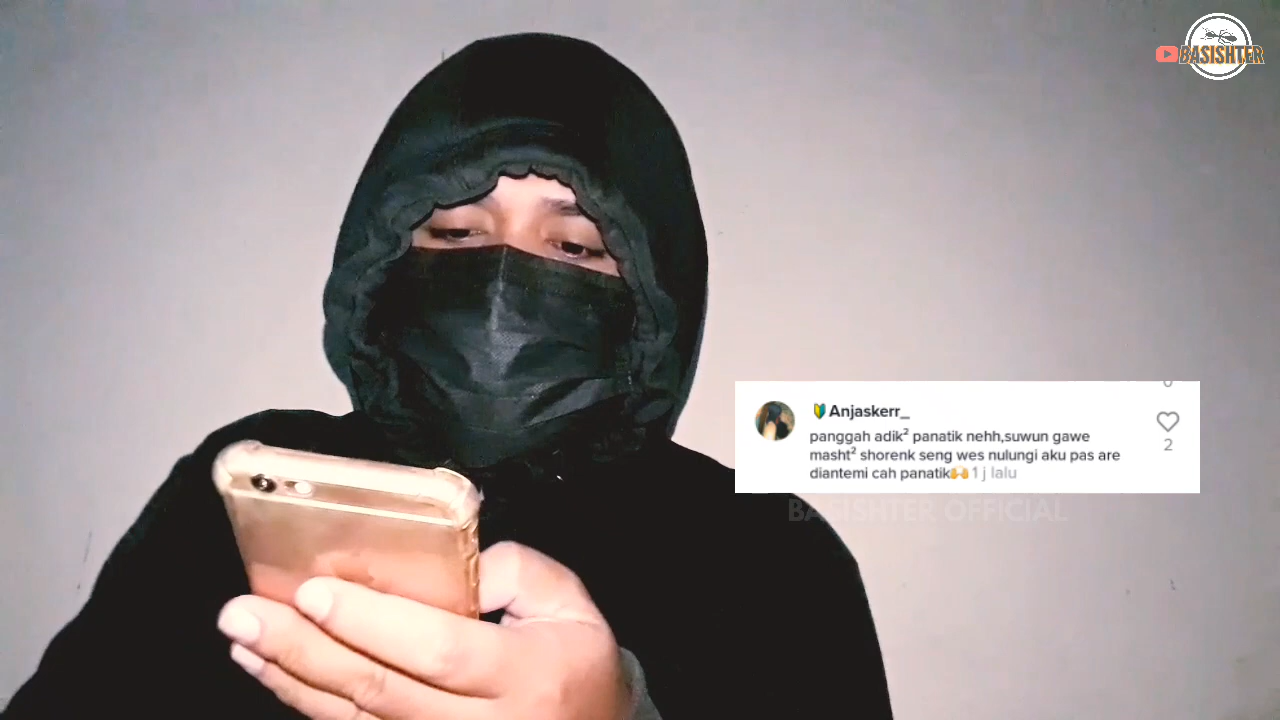 BASISHTER
Anjaskerr_
panggah adik² panatik nehh,suwun gawe
masht² shorenk seng wes nulungi aku pas are
diantemi cah panatik🙌 1 j lalu
2
BASISHTER OFFICIAL